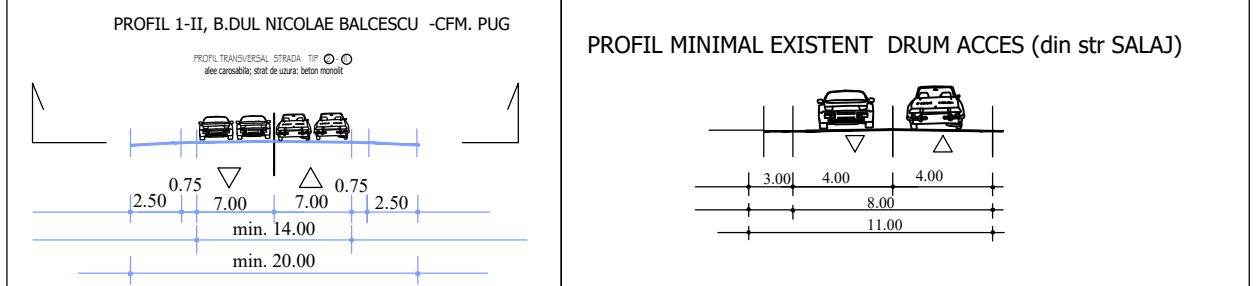 PROFIL 1-II, B.DUL NICOLAE BALCESCU -CFM. PUG
PROFIL TRANSVERSAL STRADA TIP 2 - II
alee carosabila; strat de uzura: beton monolit
0.75 0.75
2.50 7.00 7.00 2.50
min. 14.00
min. 20.00
PROFIL MINIMAL EXISTENT DRUM ACCES (din str SALAJ)
3.00 4.00 4.00
8.00
11.00